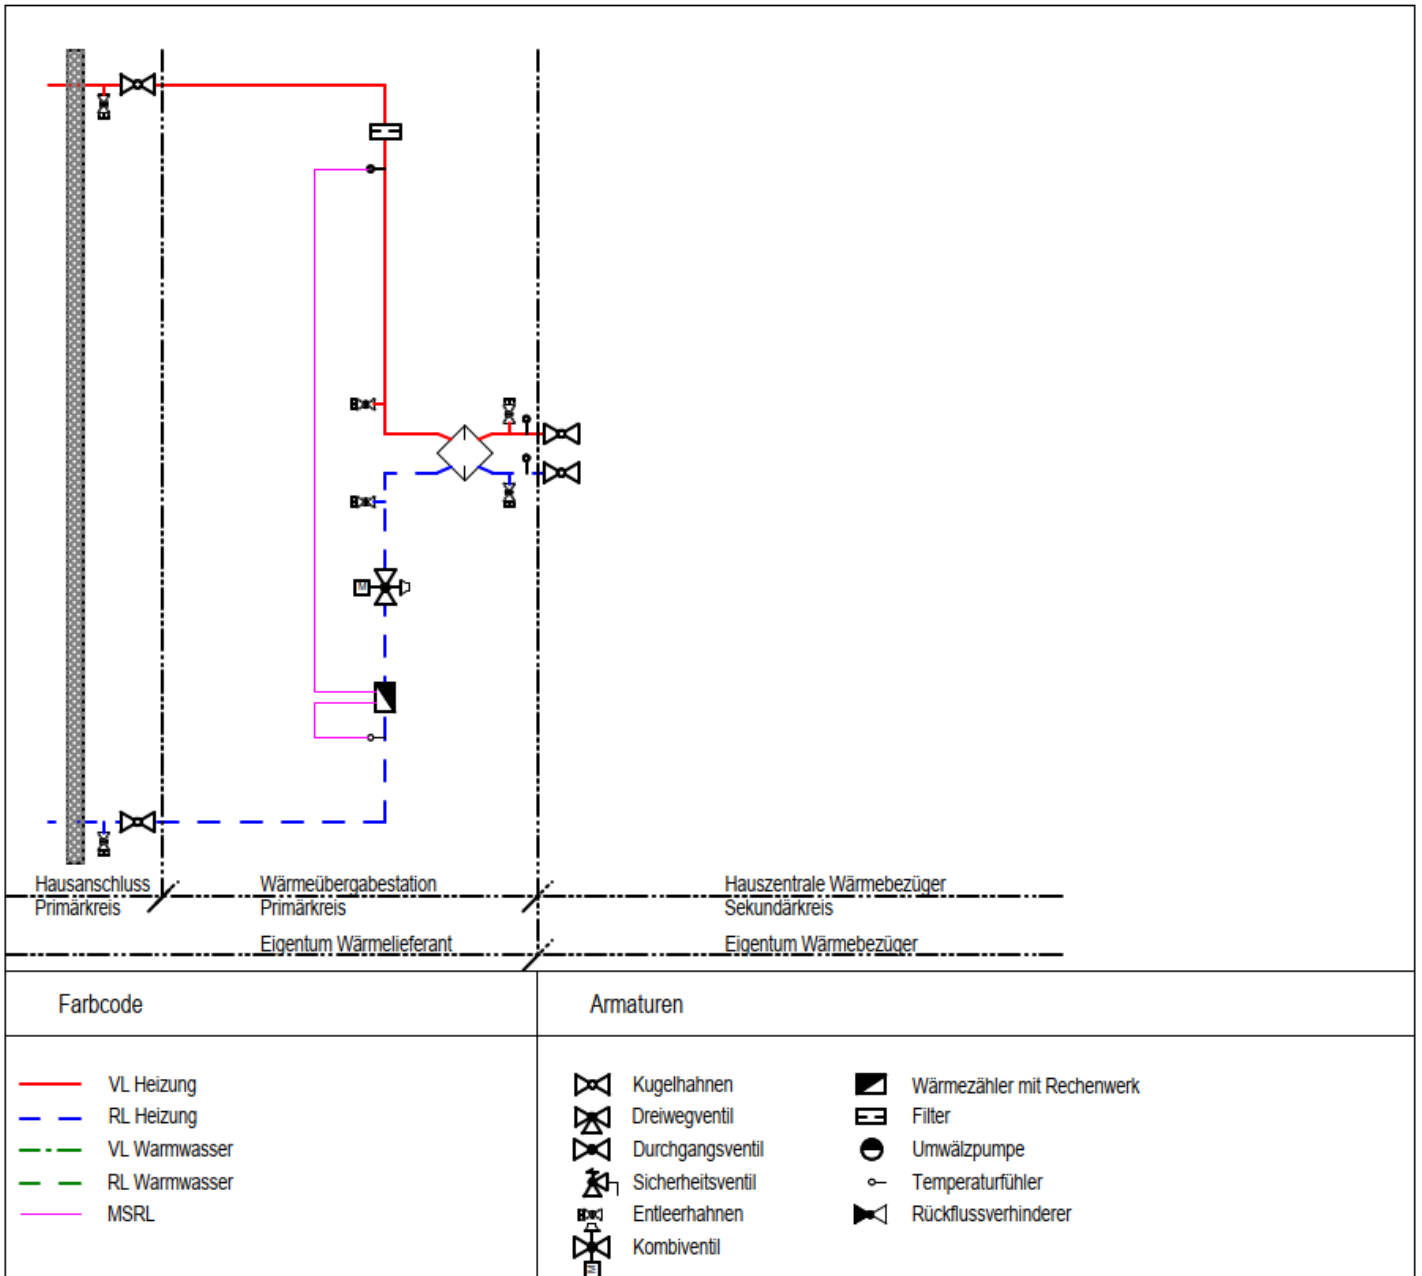 M
Hausanschluss
Wärmeübergabestation
Hauszentrale Wärmebezüger
Primärkreis
Primärkreis
Sekundärkreis
Eigentum Wärmelieferant
Eigentum Wärmebezüger
Farbcode
Armaturen
VL Heizung
RL Heizung
VL Warmwasser
RL Warmwasser
MSRL
Kugelhahnen
Dreiwegventil
Durchgangsventil
Sicherheitsventil
Entleerhahnen
Kombiventil
M
Wärmezähler mit Rechenwerk
Filter
Umwälzpumpe
Temperaturfühler
Rückflussverhinderer